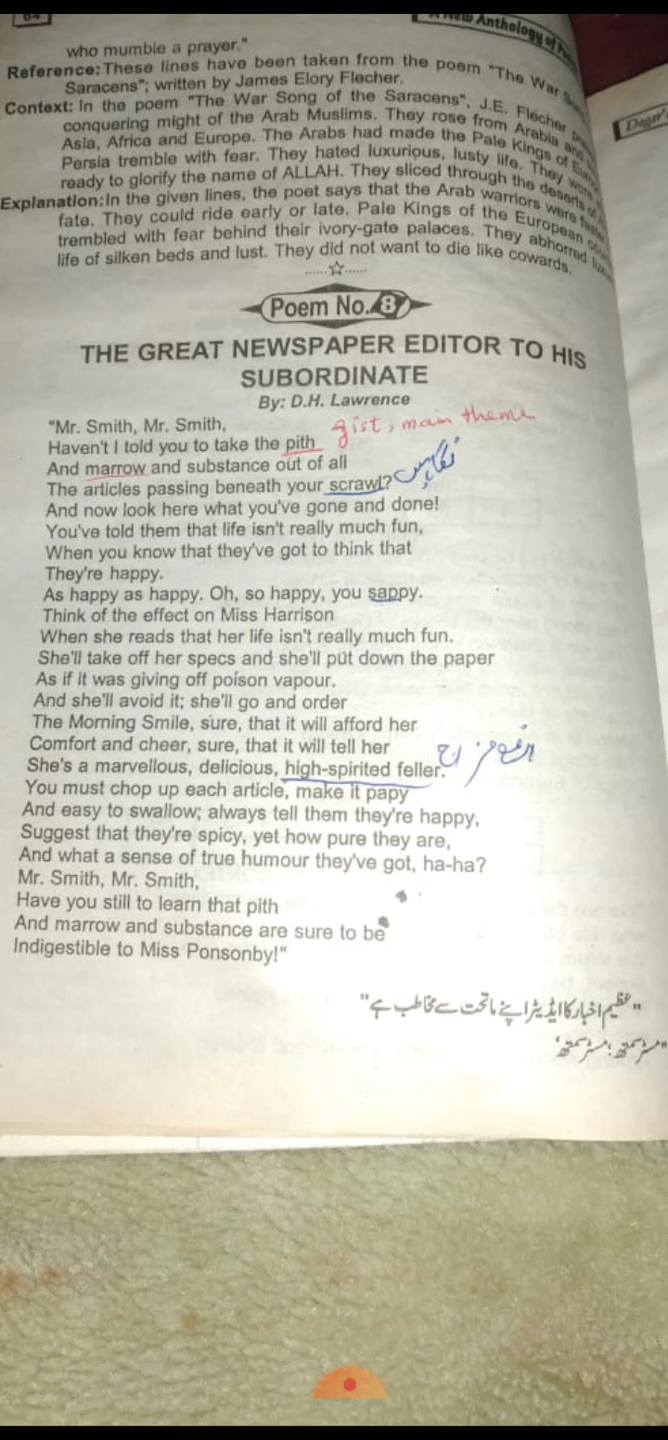 64
A New Anthology of
who mumble a prayer."
Reference: These lines have been taken from the poem "The War Song
Saracens"; written by James Elory Flecher.
Context: In the poem "The War Song of the Saracens", J.E. Flecher
conquering might of the Arab Muslims. They rose from Arabia and
Asia, Africa and Europe. The Arabs had made the Pale Kings of
Persia tremble with fear. They hated luxurious, lusty life. They were
ready to glorify the name of ALLAH. They sliced through the deserts of
Explanation: In the given lines, the poet says that the Arab warriors were
fate. They could ride early or late. Pale Kings of the European
trembled with fear behind their ivory-gate palaces. They abhorred
life of silken beds and lust. They did not want to die like cowards.
......☆......
Poem No. 8
THE GREAT NEWSPAPER EDITOR TO HIS
SUBORDINATE
By: D.H. Lawrence
"Mr. Smith, Mr. Smith,
Haven't I told you to take the pith gist, main theme
And marrow and substance out of all
The articles passing beneath your scrawl?
And now look here what you've gone and done!
You've told them that life isn't really much fun,
When you know that they've got to think that
They're happy.
As happy as happy. Oh, so happy, you sappy.
Think of the effect on Miss Harrison
When she reads that her life isn't really much fun.
She'll take off her specs and she'll put down the paper
As if it was giving off poison vapour.
And she'll avoid it; she'll go and order
The Morning Smile, sure, that it will afford her
Comfort and cheer, sure, that it will tell her
She's a marvellous, delicious, high-spirited feller.
You must chop up each article, make it papy
And easy to swallow; always tell them they're happy,
Suggest that they're spicy, yet how pure they are,
And what a sense of true humour they've got, ha-ha?
Mr. Smith, Mr. Smith,
Have you still to learn that pith
And marrow and substance are sure to be
Indigestible to Miss Ponsonby!"
"عظیم اخبار کا ایڈیٹر اپنے ماتحت سے مخاطب ہے"
"مسٹر سمتھ؛ مسٹر سمتھ،